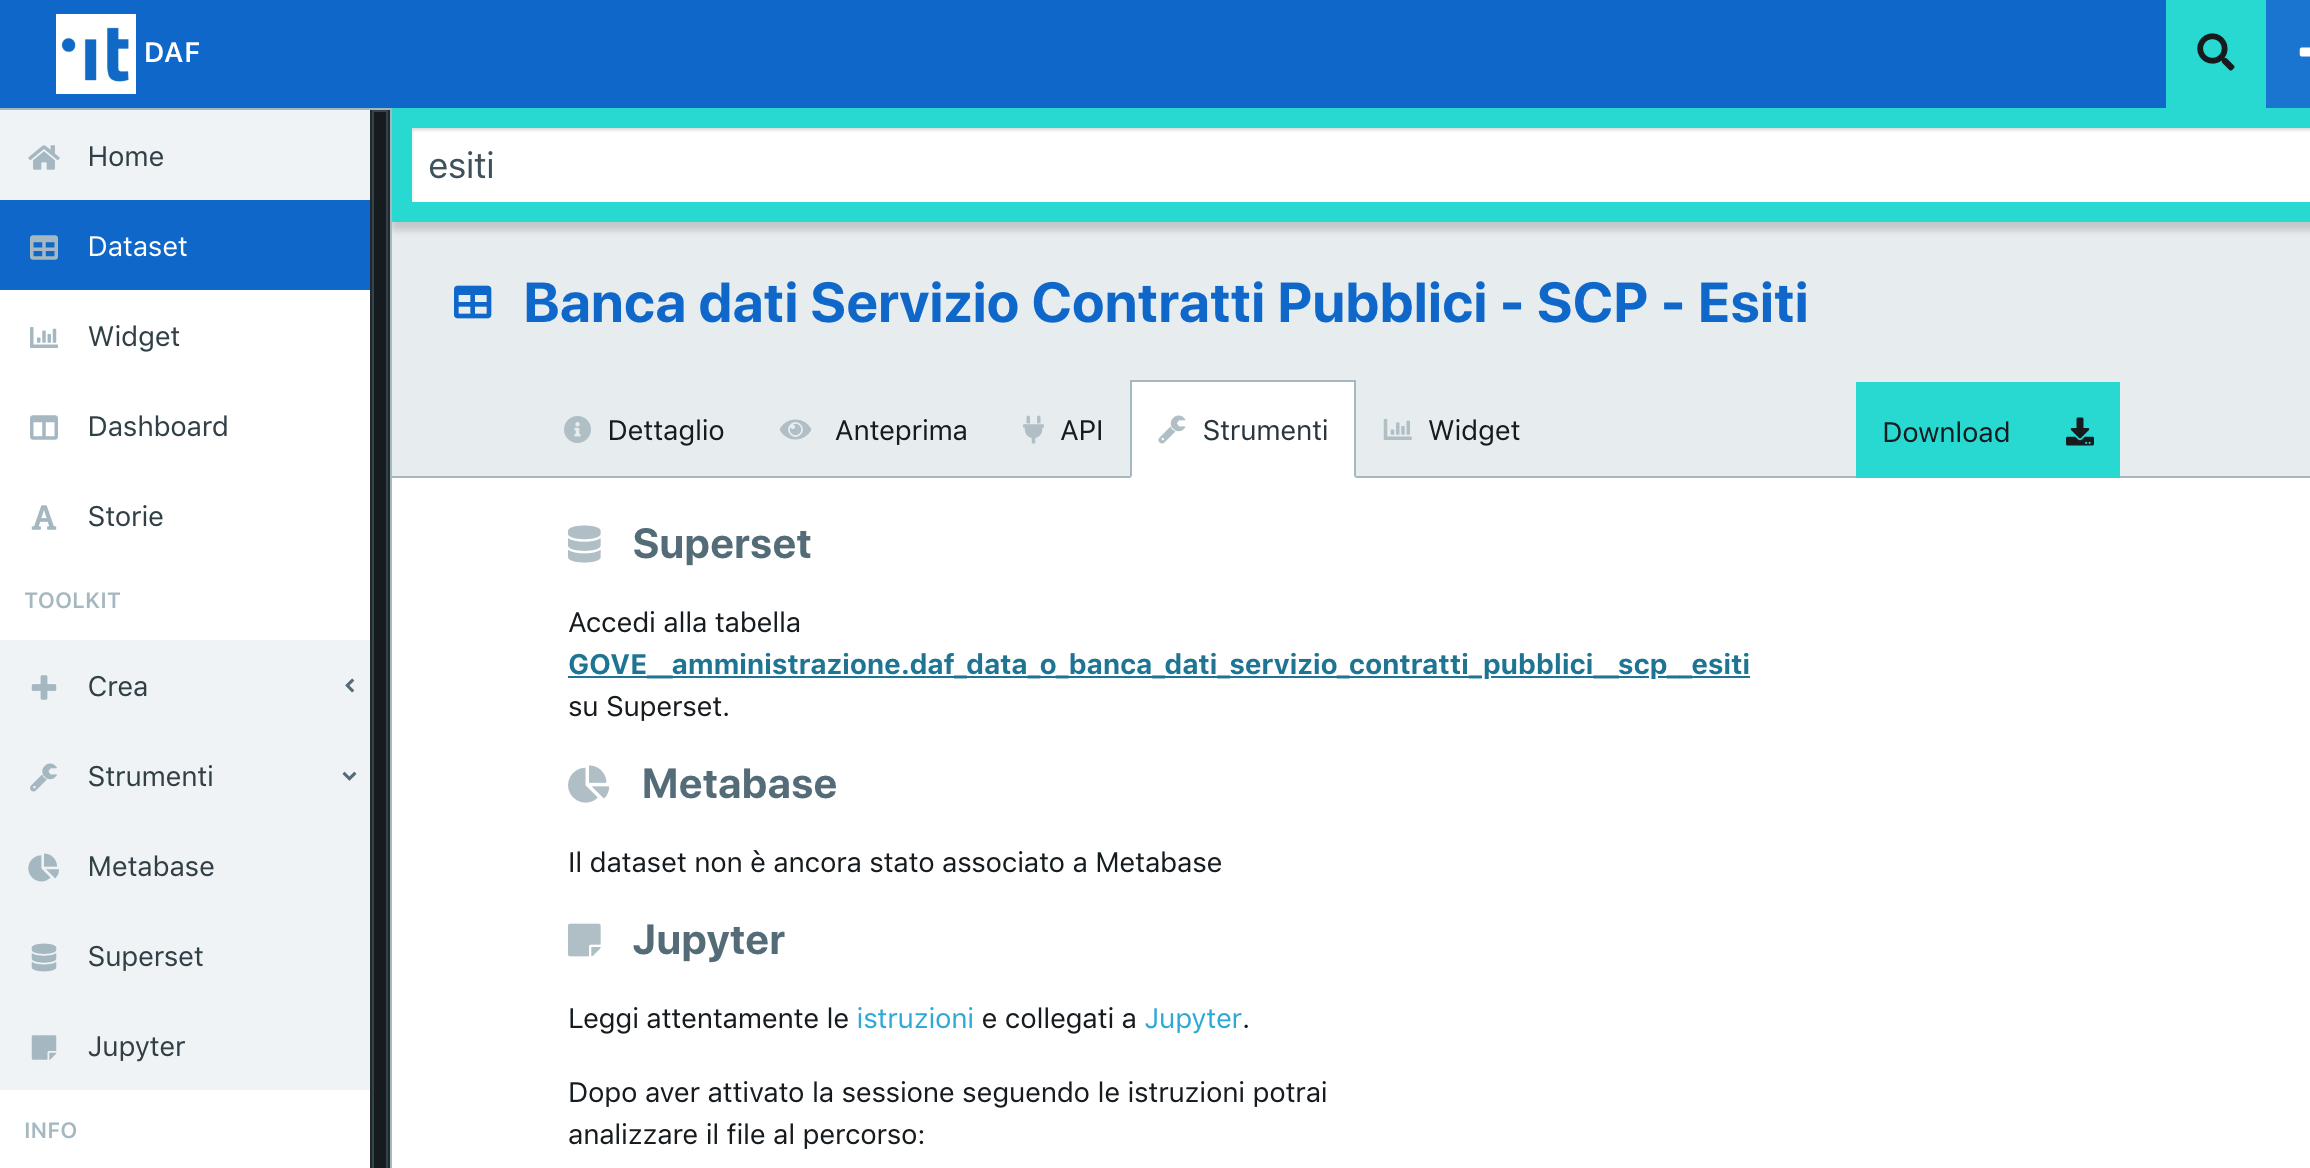 it DAF
esiti
Home
Dataset
Widget
Dashboard
Storie
TOOLKIT
Crea
Strumenti
Metabase
Superset
Jupyter
INFO
Banca dati Servizio Contratti Pubblici - SCP - Esiti
Dettaglio Anteprima API Strumenti Widget Download
Superset
Accedi alla tabella
GOVE__amministrazione.daf_data_o_banca_dati_servizio_contratti_pubblici__scp__esiti
su Superset.
Metabase
Il dataset non è ancora stato associato a Metabase
Jupyter
Leggi attentamente le istruzioni e collegati a Jupyter.
Dopo aver attivato la sessione seguendo le istruzioni potrai
analizzare il file al percorso: